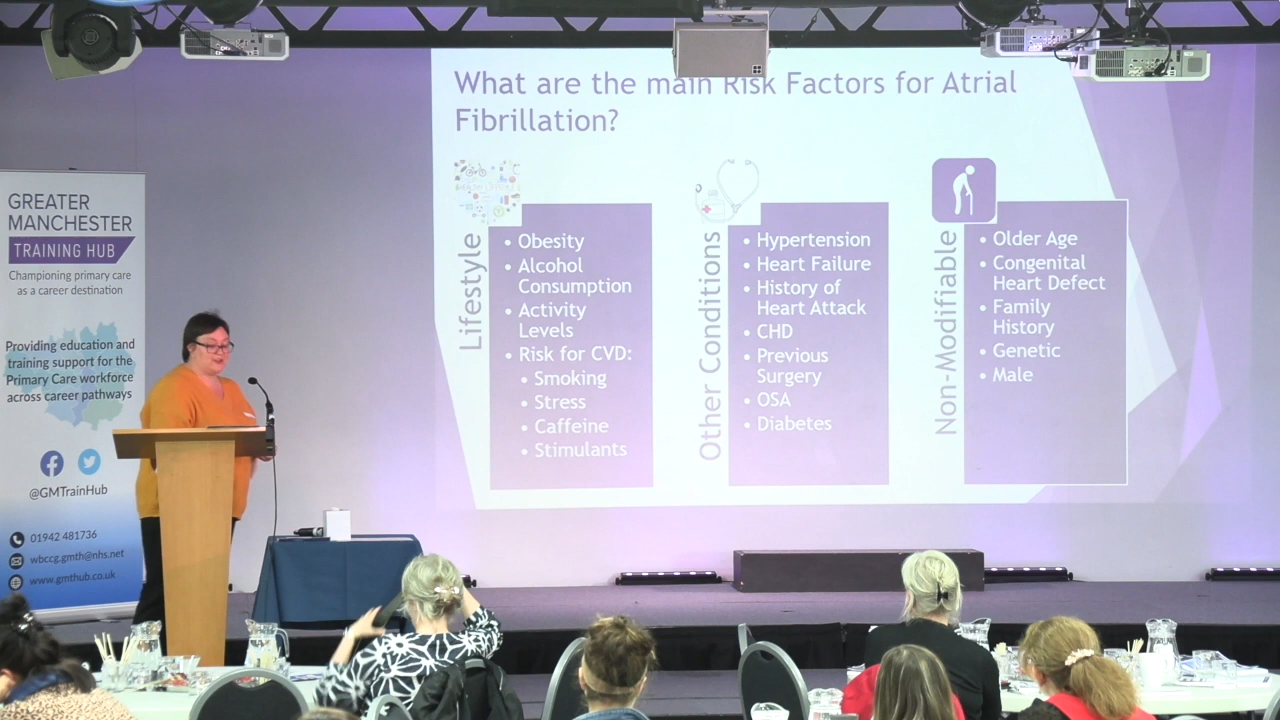 What are the main Risk Factors for Atrial
Fibrillation?
Lifestyle
• Obesity
• Alcohol
Consumption
• Activity
Levels
• Risk for CVD:
• Smoking
• Stress
• Caffeine
• Stimulants
Other Conditions
• Hypertension
• Heart Failure
• History of
Heart Attack
• CHD
• Previous
Surgery
• OSA
• Diabetes
Non-Modifiable
• Older Age
• Congenital
Heart Defect
• Family
History
• Genetic
• Male
GREATER
MANCHESTER
TRAINING HUB
Championing primary care
as a career destination
Providing education and
training support for the
Primary Care workforce
across career pathways
@GMTrainHub
01942 481736
wbccg.gmth@nhs.net
www.gmthub.co.uk